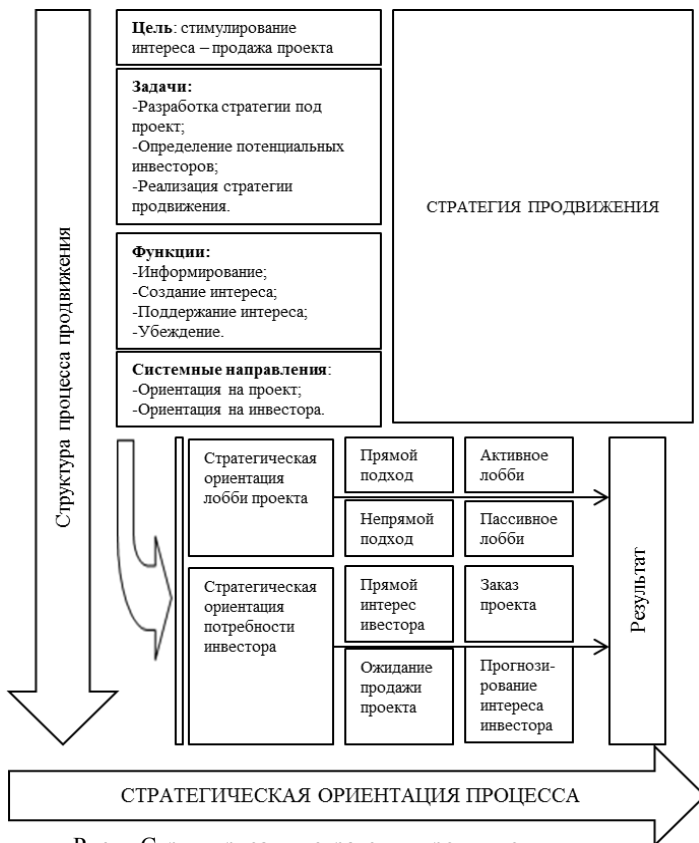 Цель: стимулирование
интереса – продажа проекта
Задачи:
-Разработка стратегии под
проект;
-Определение потенциальных
инвесторов;
-Реализация стратегии
продвижения.
СТРАТЕГИЯ ПРОДВИЖЕНИЯ
Функции:
-Информирование;
-Создание интереса;
-Поддержание интереса;
-Убеждение.
Системные направления:
-Ориентация на проект;
-Ориентация на инвестора.
Структура процесса продвижения
Стратегическая
ориентация
лобби проекта
Прямой
подход
Активное
лобби
Непрямой
подход
Пассивное
лобби
Стратегическая
ориентация
потребности
инвестора
Прямой
интерес
ивестора
Заказ
проекта
Ожидание
продажи
проекта
Прогнози-
рование
интереса
инвестора
Результат
СТРАТЕГИЧЕСКАЯ ОРИЕНТАЦИЯ ПРОЦЕССА